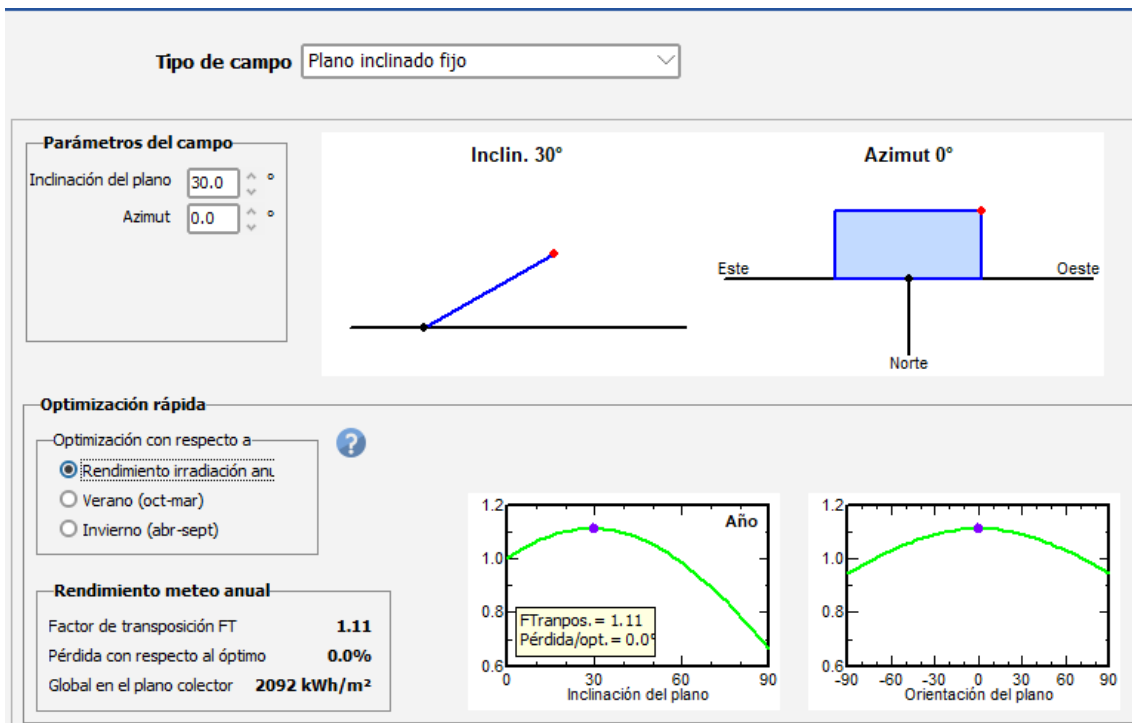 Tipo de campo Plano inclinado fijo
Parámetros del campo
Inclinación del plano 30.0 °
Azimut 0.0 °
Inclin. 30°
Azimut 0°
Este Oeste
Norte
Optimización rápida
Optimización con respecto a
Rendimiento irradiación anu
Verano (oct-mar)
Invierno (abr-sept)
?
Rendimiento meteo anual
Factor de transposición FT 1.11
Pérdida con respecto al óptimo 0.0%
Global en el plano colector 2092 kWh/m²
1.2
1.0
0.8
0.6
Año
FTranpos. = 1.11
Pérdida/opt. = 0.0°
0 30 60 90
Inclinación del plano
1.2
1.0
0.8
0.6
-90 -60 -30 0 30 60 90
Orientación del plano